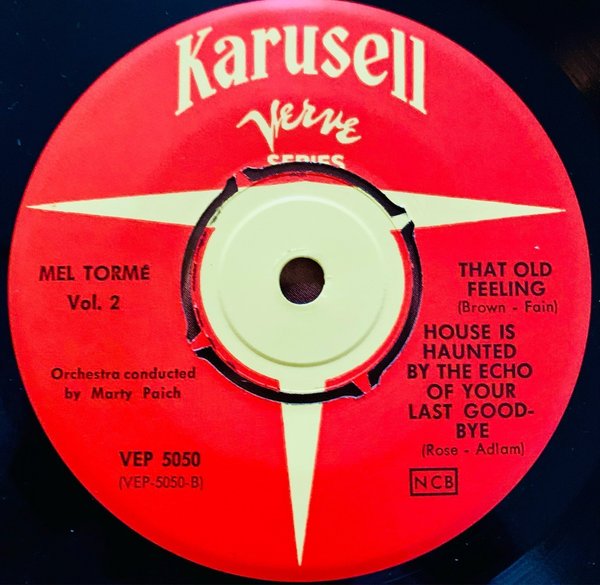 Karusell
Verve
SERIES
MEL TORMÉ
Vol. 2
Orchestra conducted
by Marty Paich
VEP 5050
(VEP-5050-B)
THAT OLD
FEELING
(Brown - Fain)
HOUSE IS
HAUNTED
BY THE ECHO
OF YOUR
LAST GOOD-
BYE
(Rose - Adlam)
NCB